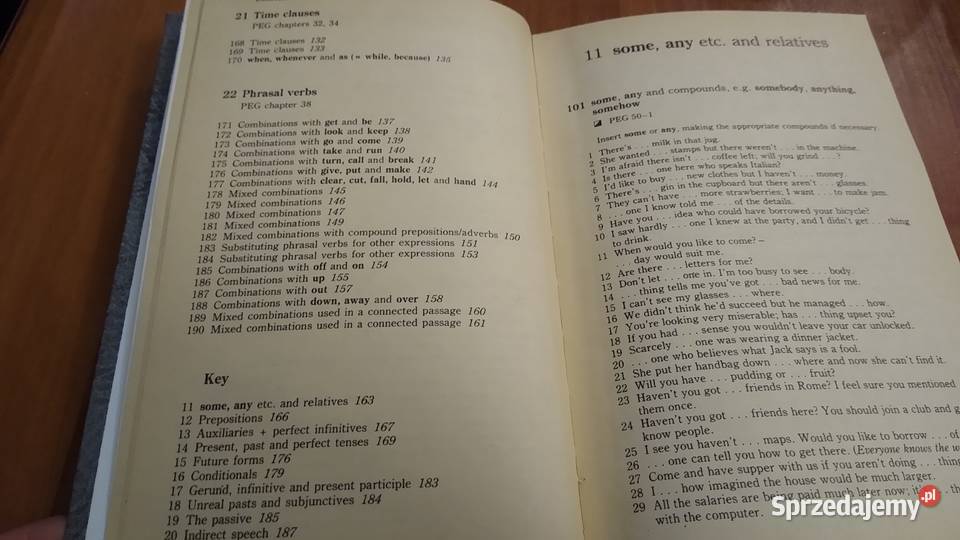 21 Time clauses
PEG chapters 32, 34
168 Time clauses 132
169 Time clauses 133
170 when, whenever and as (= while, because) 135
22 Phrasal verbs
PEG chapter 38
171 Combinations with get and be 137
172 Combinations with look and keep 138
173 Combinations with go and come 139
174 Combinations with take and run 140
175 Combinations with turn, call and break 141
176 Combinations with give, put and make 142
177 Combinations with clear, cut, fall, hold, let and hand 144
178 Mixed combinations 145
179 Mixed combinations 146
180 Mixed combinations 147
181 Mixed combinations 149
182 Mixed combinations with compound prepositions/adverbs 150
183 Substituting phrasal verbs for other expressions 151
184 Substituting phrasal verbs for other expressions 153
185 Combinations with off and on 154
186 Combinations with up 155
187 Combinations with out 157
188 Combinations with down, away and over 158
189 Mixed combinations used in a connected passage 160
190 Mixed combinations used in a connected passage 161
Key
11 some, any etc. and relatives 163
12 Prepositions 166
13 Auxiliaries + perfect infinitives 167
14 Present, past and perfect tenses 169
15 Future forms 176
16 Conditionals 179
17 Gerund, infinitive and present participle 183
18 Unreal pasts and subjunctives 184
19 The passive 185
20 Indirect speech 187
11 some, any etc. and relatives
101 some, any and compounds, e.g. somebody, anything,
somehow
PEG 50-1
Insert some or any, making the appropriate compounds if necessary.
1 There's . . . milk in that jug.
2 She wanted . . . stamps but there weren't . . . in the machine.
3 I'm afraid there isn't . . . coffee left; will you grind . . . ?
4 Is there . . . one here who speaks Italian?
5 I'd like to buy . . . new clothes but I haven't . . . money.
6 There's . . . gin in the cupboard but there aren't . . . glasses.
7 They can't have . . . more strawberries; I want . . . to make jam.
8 . . . one I know told me . . . of the details.
9 Have you . . . idea who could have borrowed your bicycle?
10 I saw hardly . . . one I knew at the party, and I didn't get . . . thing
to drink.
11 When would you like to come? –
. . . day would suit me.
12 Are there . . . letters for me?
13 Don't let . . . one in. I'm too busy to see . . . body.
14 . . . thing tells me you've got . . . bad news for me.
15 I can't see my glasses . . . where.
16 We didn't think he'd succeed but he managed . . . how.
17 You're looking very miserable; has . . . thing upset you?
18 If you had . . . sense you wouldn't leave your car unlocked.
19 Scarcely . . . one was wearing a dinner jacket.
20 . . . one who believes what Jack says is a fool.
21 She put her handbag down . . . where and now she can't find it.
22 Will you have . . . pudding or . . . fruit?
23 Haven't you got . . . friends in Rome? I feel sure you mentioned
them once.
24 Haven't you got . . . friends here? You should join a club and g
know people.
25 I see you haven't . . . maps. Would you like to borrow . . . of
26 . . . one can tell you how to get there. (Everyone knows the w
27 Come and have supper with us if you aren't doing . . . thing
28 I . . . how imagined the house would be much larger.
29 All the salaries are being paid much later now; it's . . . th
with the computer.
Sprzedajemy.pl